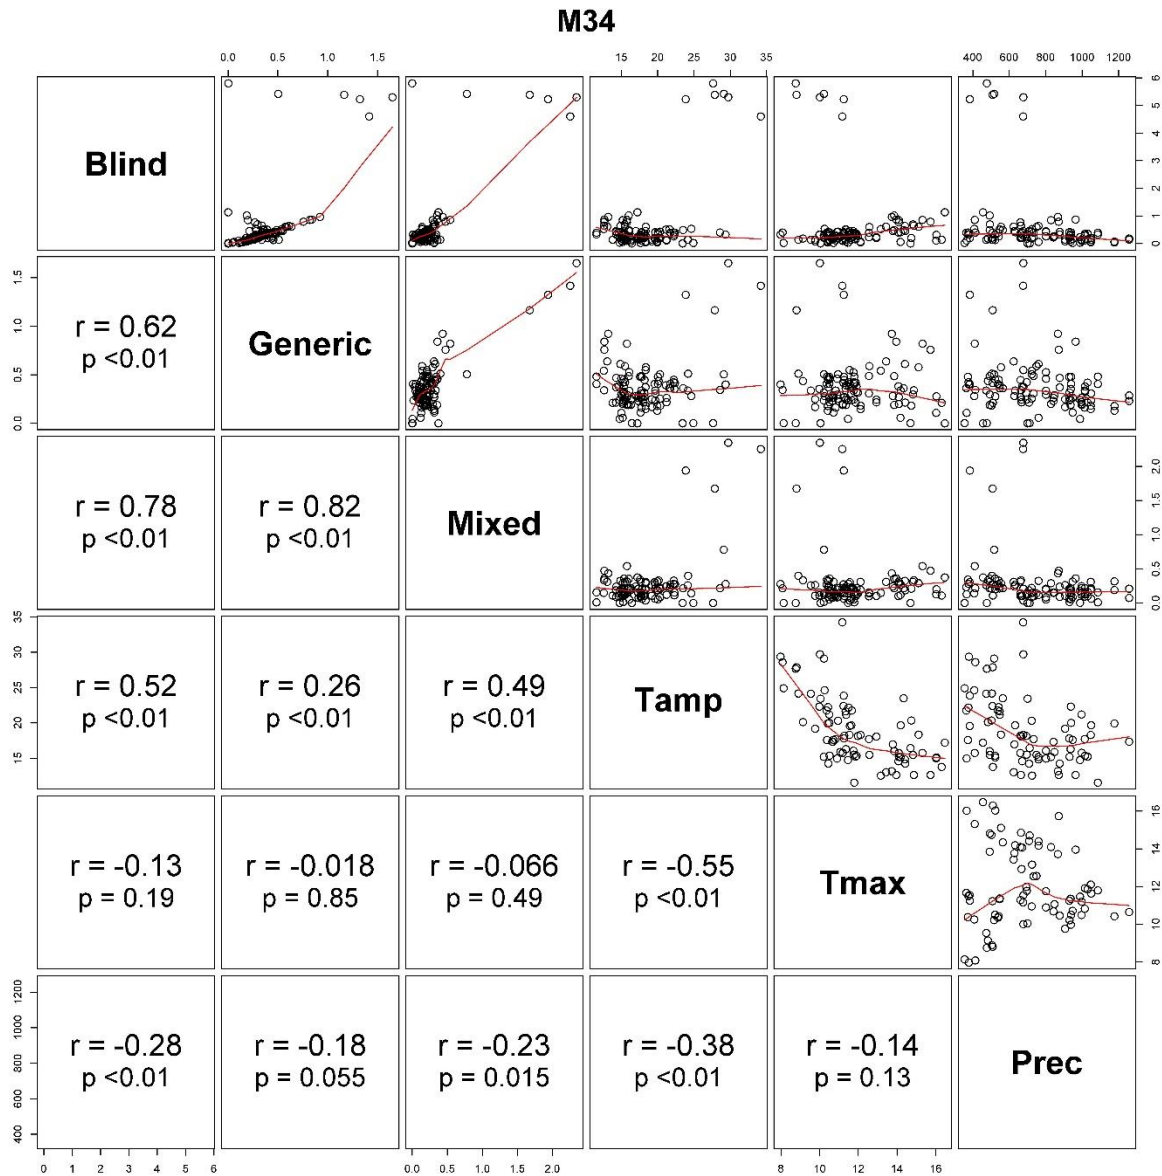 M34
0.0 0.5 1.0 1.5
15 20 25 30 35
400 600 800 1000 1200
Blind
0 1 2 3 4 5 6
0.0 0.5 1.0 1.5
r = 0.62
p <0.01
Generic
r = 0.78
p <0.01
r = 0.82
p <0.01
Mixed
0.0 0.5 1.0 1.5 2.0
15 20 25 30 35
r = 0.52
p <0.01
r = 0.26
p <0.01
r = 0.49
p <0.01
Tamp
r = -0.13
p = 0.19
r = -0.018
p = 0.85
r = -0.066
p = 0.49
r = -0.55
p <0.01
Tmax
8 10 12 14 16
400 600 800 1000 1200
r = -0.28
p <0.01
r = -0.18
p = 0.055
r = -0.23
p = 0.015
r = -0.38
p <0.01
r = -0.14
p = 0.13
Prec
0 1 2 3 4 5 6
0.0 0.5 1.0 1.5 2.0
8 10 12 14 16